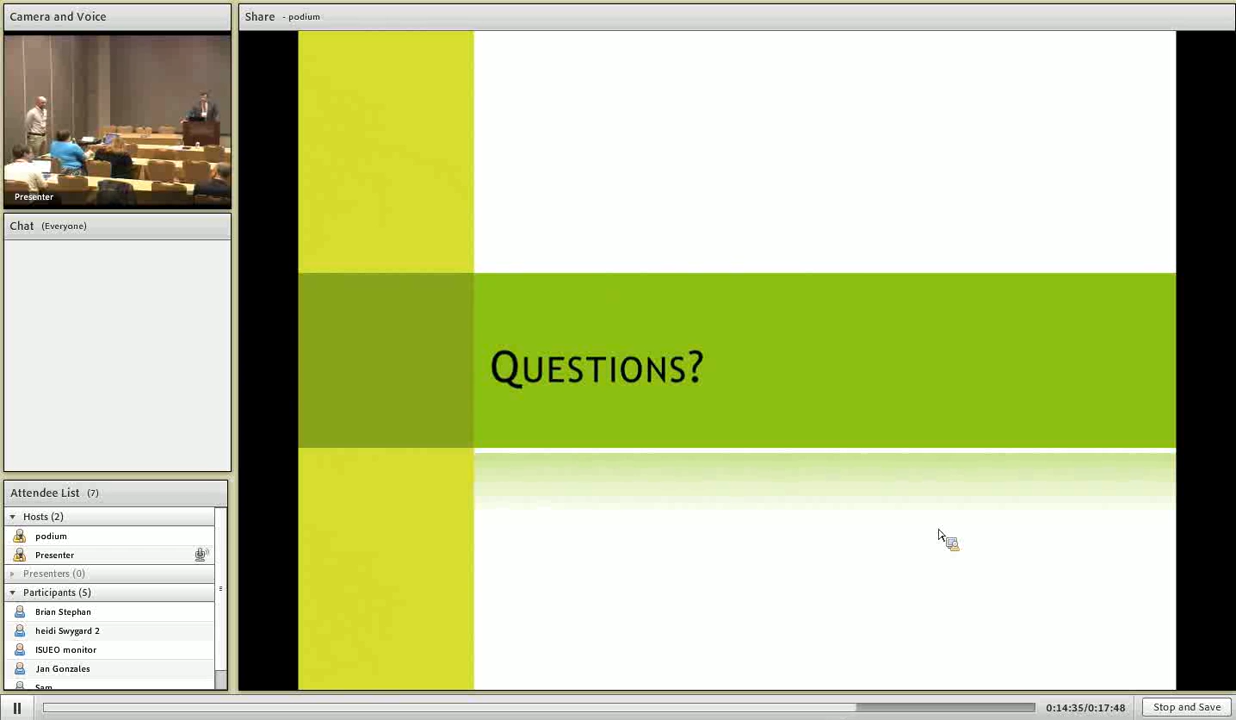 Camera and Voice
Presenter
Chat (Everyone)
Attendee List (7)
Hosts (2)
podium
Presenter
Presenters (0)
Participants (5)
Brian Stephan
heidi Swygard 2
ISUEO monitor
Jan Gonzales
Sam
Share - podium
QUESTIONS?
0:14:35/0:17:48
Stop and Save